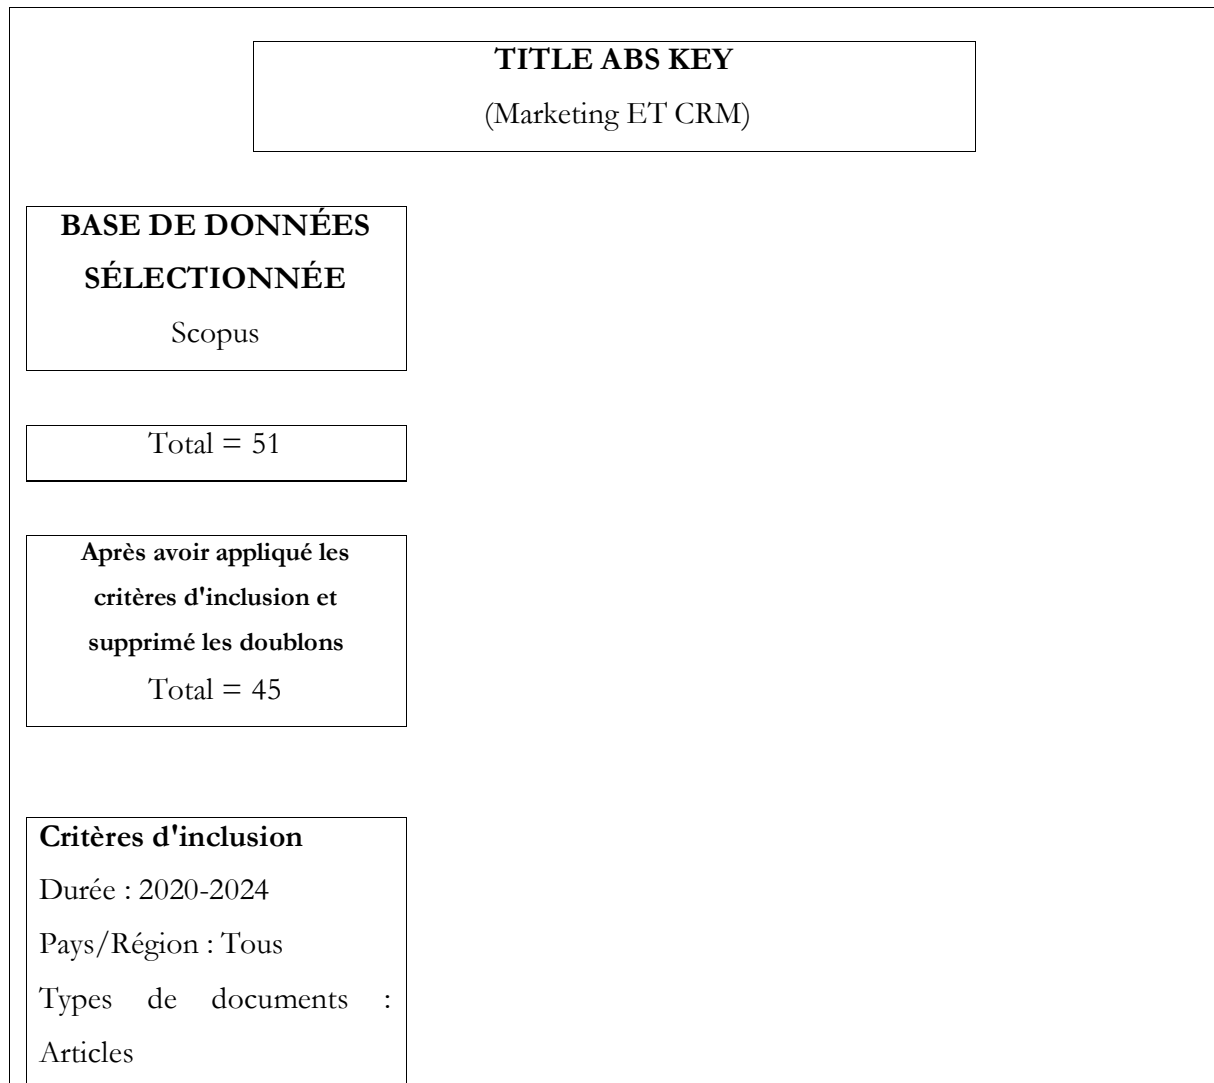 TITLE ABS KEY
(Marketing ET CRM)
BASE DE DONNÉES
SÉLECTIONNÉE
Scopus
Total = 51
Après avoir appliqué les
critères d'inclusion et
supprimé les doublons
Total = 45
Critères d'inclusion
Durée : 2020-2024
Pays/Région : Tous
Types de documents :
Articles